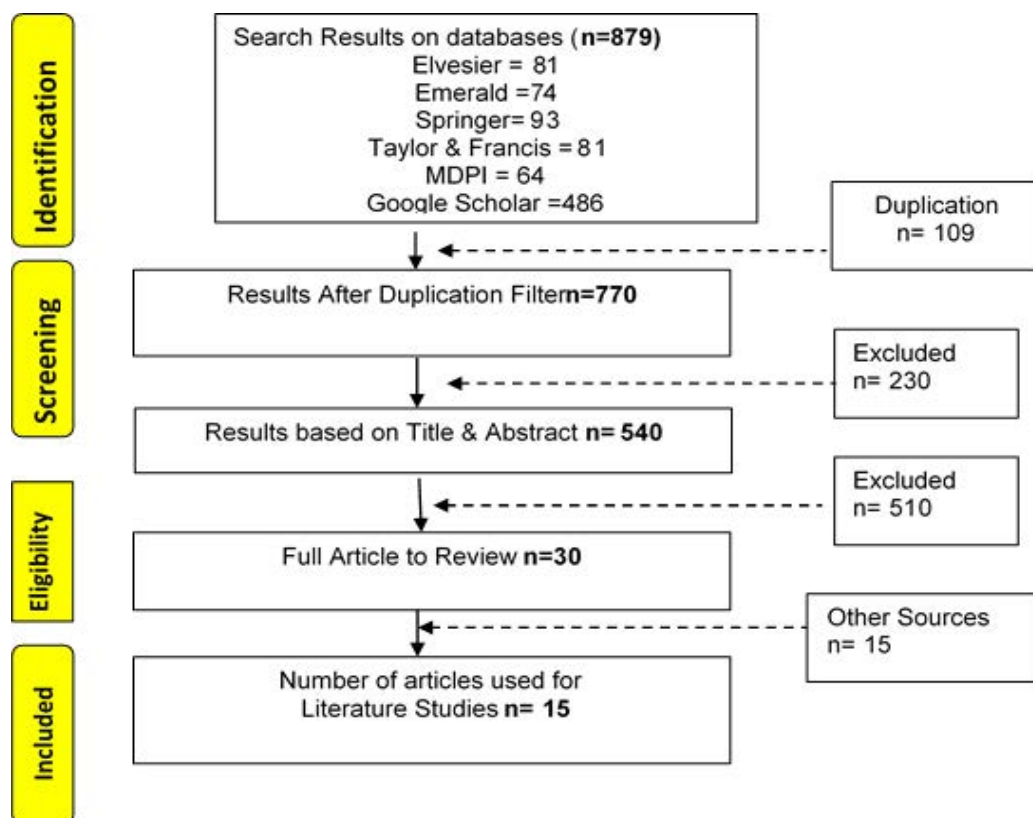 Identification
Search Results on databases (n=879)
Elvesier = 81
Emerald =74
Springer= 93
Taylor & Francis = 81
MDPI = 64
Google Scholar =486
Duplication
n= 109
Screening
Results After Duplication Filtern=770
Excluded
n= 230
Results based on Title & Abstract n= 540
Excluded
n= 510
Eligibility
Full Article to Review n=30
Other Sources
n= 15
Included
Number of articles used for
Literature Studies n= 15